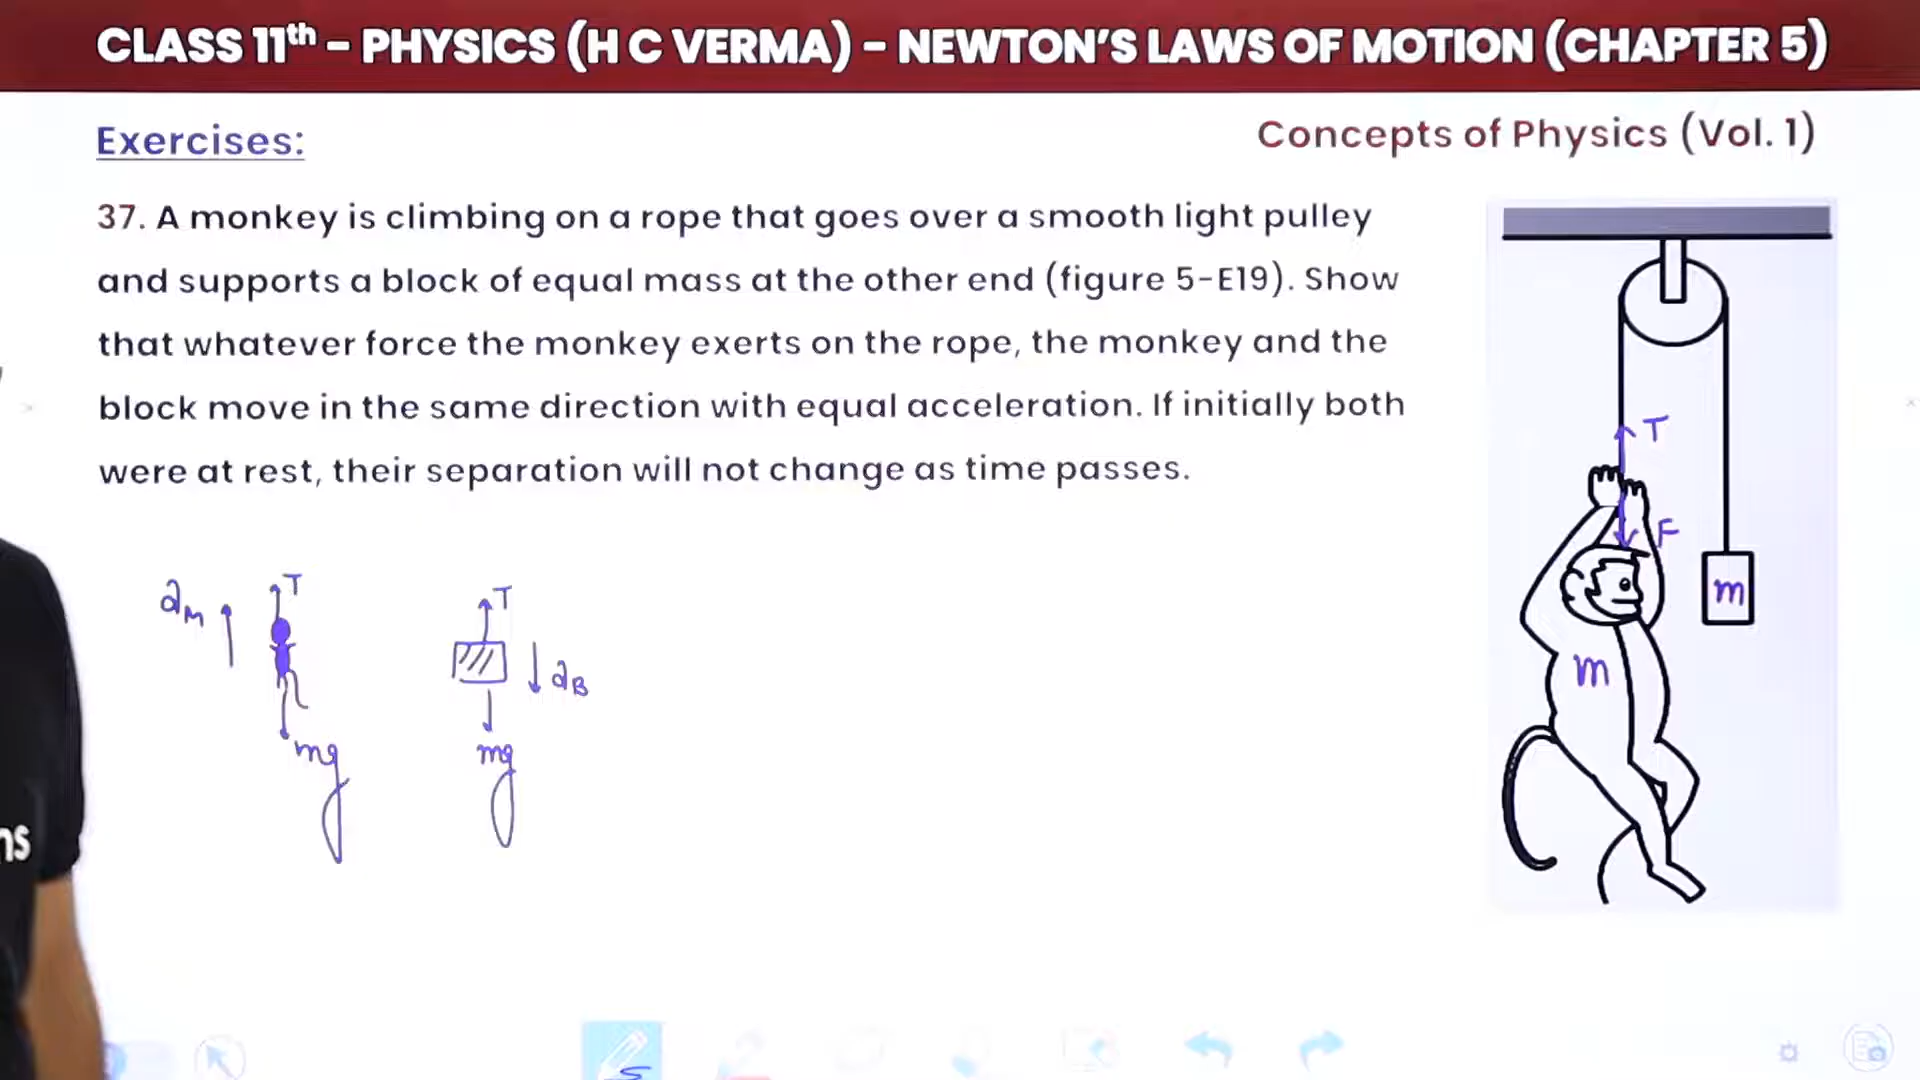 CLASS 11th – PHYSICS (H C VERMA) – NEWTON'S LAWS OF MOTION (CHAPTER 5)
Exercises:
Concepts of Physics (Vol. 1)
37. A monkey is climbing on a rope that goes over a smooth light pulley
and supports a block of equal mass at the other end (figure 5-E19). Show
that whatever force the monkey exerts on the rope, the monkey and the
block move in the same direction with equal acceleration. If initially both
were at rest, their separation will not change as time passes.
T
F
m
m
a_M
T
mg
T
a_B
mg
ns